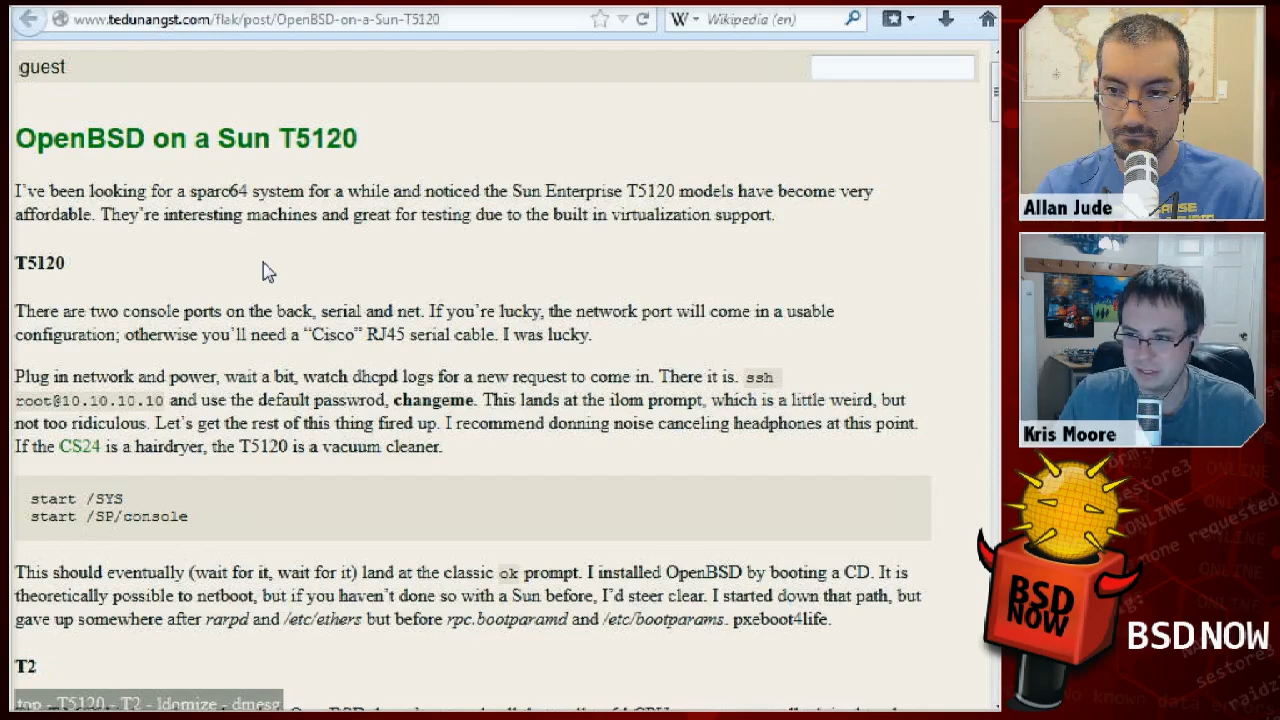 www.tedunangst.com/flak/post/OpenBSD-on-a-Sun-T5120
W Wikipedia (en)
guest
OpenBSD on a Sun T5120
I've been looking for a sparc64 system for a while and noticed the Sun Enterprise T5120 models have become very
affordable. They're interesting machines and great for testing due to the built in virtualization support.
T5120
There are two console ports on the back, serial and net. If you're lucky, the network port will come in a usable
configuration; otherwise you'll need a “Cisco” RJ45 serial cable. I was lucky.
Plug in network and power, wait a bit, watch dhcpd logs for a new request to come in. There it is. ssh
root@10.10.10.10 and use the default passwrod, changeme. This lands at the ilom prompt, which is a little weird, but
not too ridiculous. Let's get the rest of this thing fired up. I recommend donning noise canceling headphones at this point.
If the CS24 is a hairdryer, the T5120 is a vacuum cleaner.
start /SYS
start /SP/console
This should eventually (wait for it, wait for it) land at the classic ok prompt. I installed OpenBSD by booting a CD. It is
theoretically possible to netboot, but if you haven't done so with a Sun before, I'd steer clear. I started down that path, but
gave up somewhere after rarpd and /etc/ethers but before rpc.bootparamd and /etc/bootparams. pxeboot4life.
T2
top - T5120 - T2 - ldomize - dmesg
Allan Jude
Kris Moore
BSD
NOW
BSD NOW